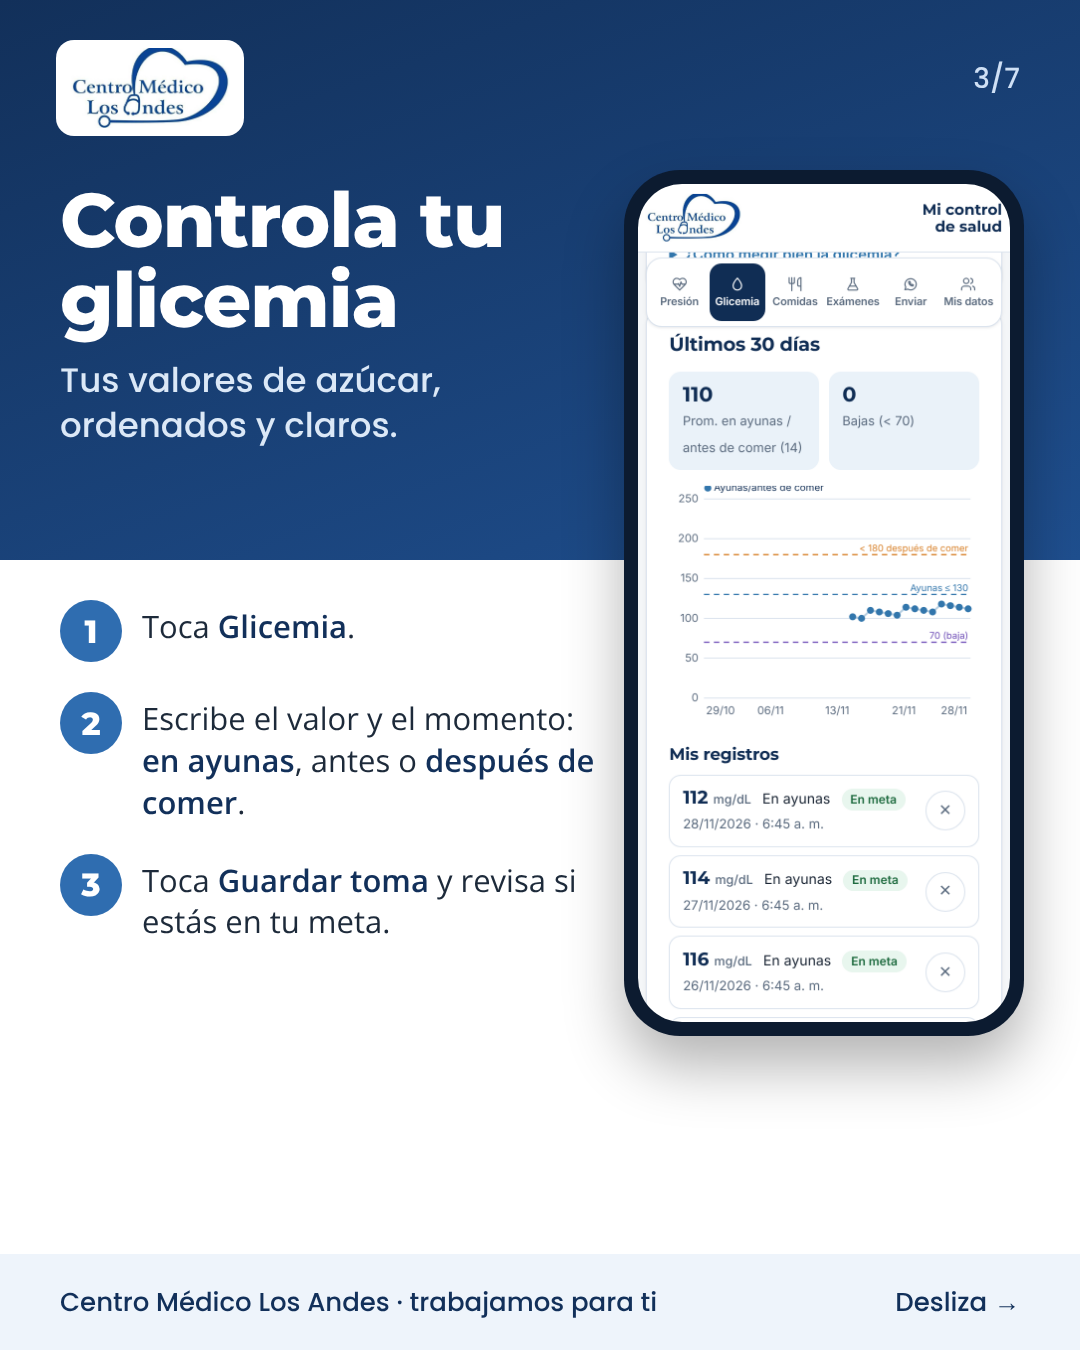 Centro Médico
Los Andes
3/7
Controla tu
glicemia
Tus valores de azúcar,
ordenados y claros.
1
Toca Glicemia.
2
Escribe el valor y el momento:
en ayunas, antes o después de
comer.
3
Toca Guardar toma y revisa si
estás en tu meta.
Centro Médico
Los Andes
Mi control
de salud
¿Cómo medir bien la glicemia?
Presión
Glicemia
Comidas
Exámenes
Enviar
Mis datos
Últimos 30 días
110
Prom. en ayunas /
antes de comer (14)
0
Bajas (< 70)
Ayunas/antes de comer
250
200
150
100
50
0
< 180 después de comer
Ayunas ≤ 130
70 (baja)
29/10 06/11 13/11 21/11 28/11
Mis registros
112 mg/dL En ayunas En meta
28/11/2026 · 6:45 a. m.
114 mg/dL En ayunas En meta
27/11/2026 · 6:45 a. m.
116 mg/dL En ayunas En meta
26/11/2026 · 6:45 a. m.
Centro Médico Los Andes · trabajamos para ti
Desliza →